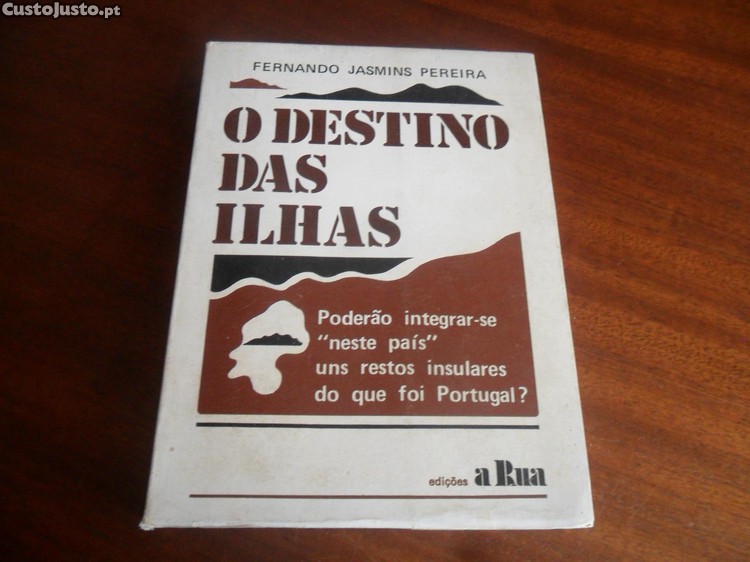 CustoJusto.pt
FERNANDO JASMINS PEREIRA
O DESTINO
DAS
ILHAS
Poderão integrar-se
"neste país"
uns restos insulares
do que foi Portugal?
edições a Rua